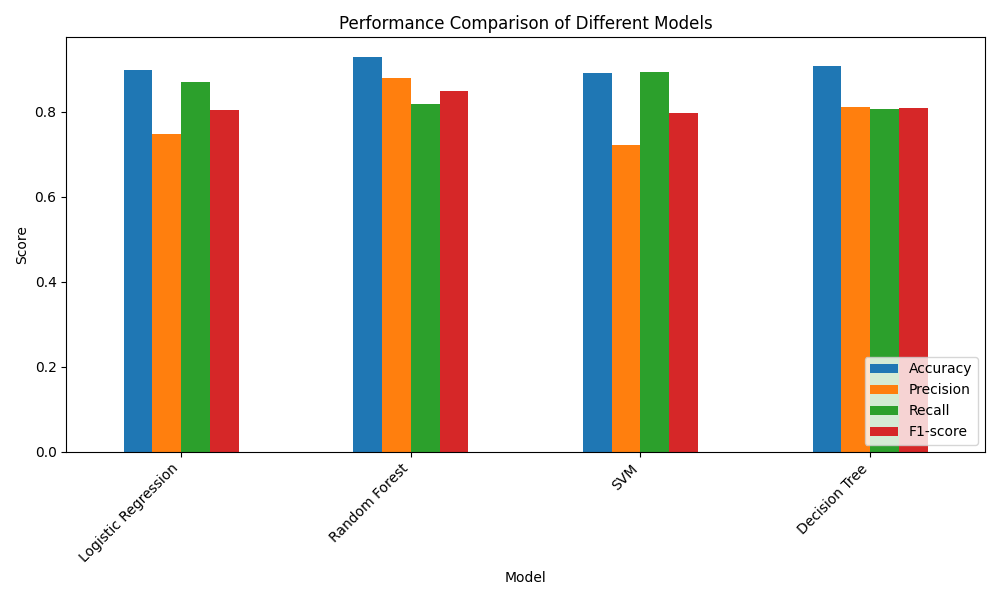 Performance Comparison of Different Models
Score
0.8
0.6
0.4
0.2
0.0
Accuracy
Precision
Recall
F1-score
Logistic Regression
Random Forest
SVM
Decision Tree
Model